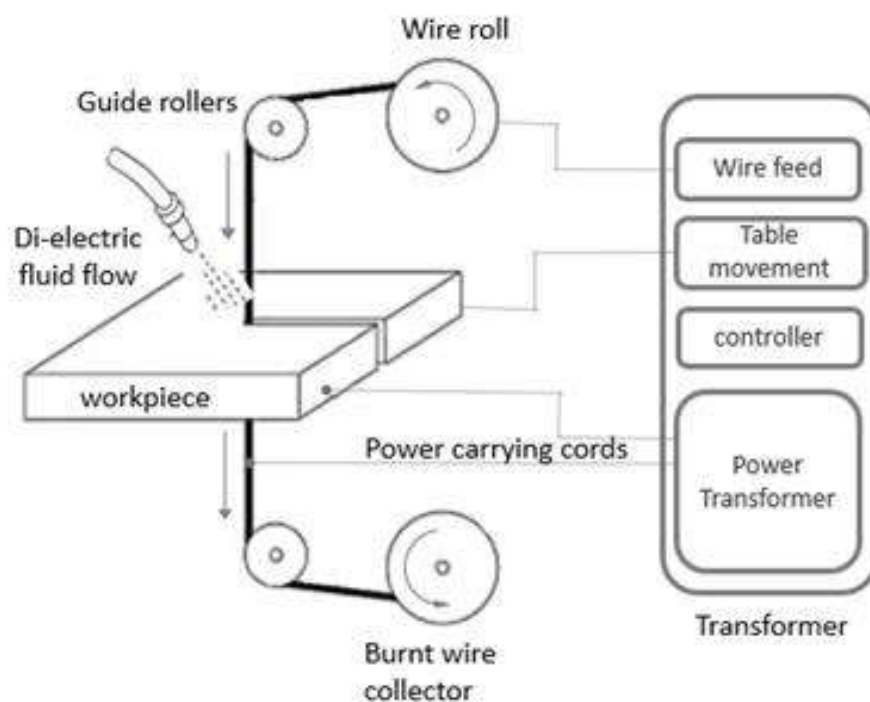 Wire roll
Guide rollers
Wire feed
Di-electric
fluid flow
Table
movement
controller
workpiece
Power carrying cords
Power
Transformer
Transformer
Burnt wire
collector